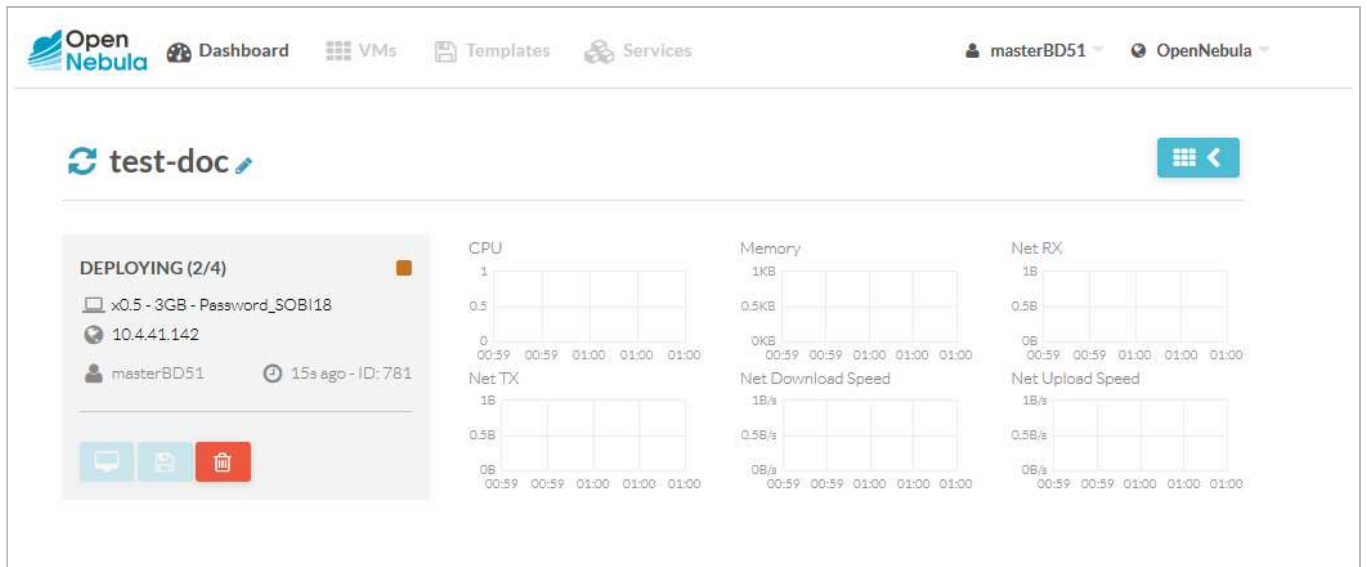 Open Nebula Dashboard VMs Templates Services masterBD51 OpenNebula
test-doc
DEPLOYING (2/4)
x0.5 - 3GB - Password_SOBI18
10.4.41.142
masterBD51 15s ago - ID: 781
CPU
1
0.5
0
00:59 00:59 01:00 01:00 01:00
Memory
1KB
0.5KB
0KB
00:59 00:59 01:00 01:00 01:00
Net RX
1B
0.5B
0B
00:59 00:59 01:00 01:00 01:00
Net TX
1B
0.5B
0B
00:59 00:59 01:00 01:00 01:00
Net Download Speed
1B/s
0.5B/s
0B/s
00:59 00:59 01:00 01:00 01:00
Net Upload Speed
1B/s
0.5B/s
0B/s
00:59 00:59 01:00 01:00 01:00